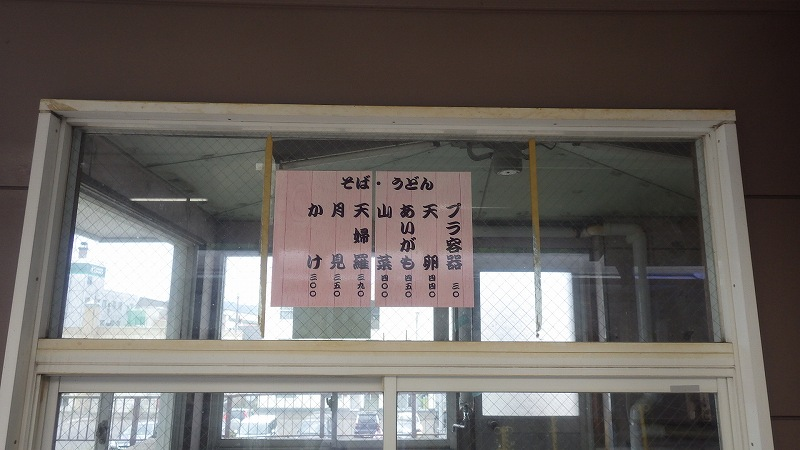 そば・うどん
プラ容器 三〇
天卵 四四〇
あいがも 四五〇
山菜 四〇〇
天婦羅 三九〇
月見 三五〇
かけ 三〇〇